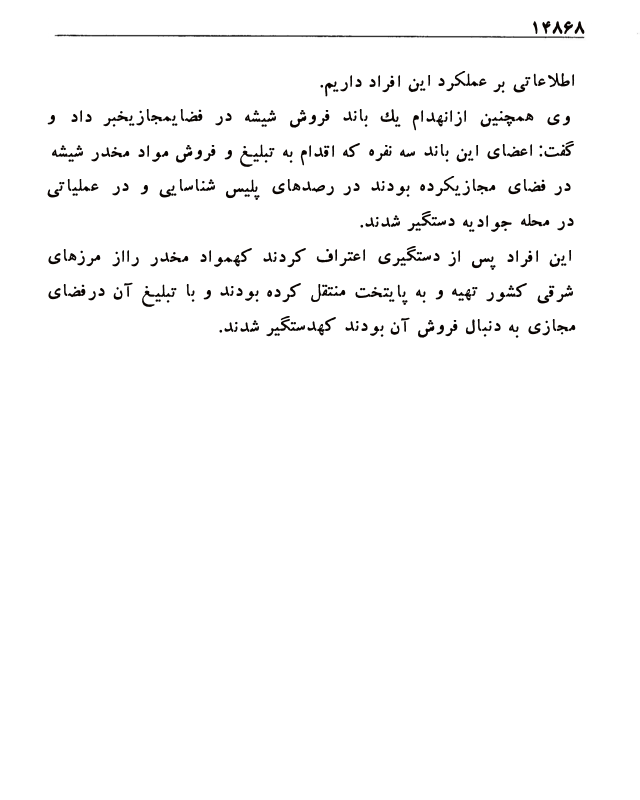 ۱۴۸۶۸
اطلاعاتی بر عملکرد این افراد داریم.
وی همچنین ازانهدام یك باند فروش شیشه در فضایمجازیخبر داد و
گفت: اعضای این باند سه نفره که اقدام به تبلیغ و فروش مواد مخدر شیشه
در فضای مجازیکرده بودند در رصدهای پلیس شناسایی و در عملیاتی
در محله جوادیه دستگیر شدند.
این افراد پس از دستگیری اعتراف کردند کهمواد مخدر رااز مرزهای
شرقی کشور تهیه و به پایتخت منتقل کرده بودند و با تبلیغ آن درفضای
مجازی به دنبال فروش آن بودند کهدستگیر شدند.